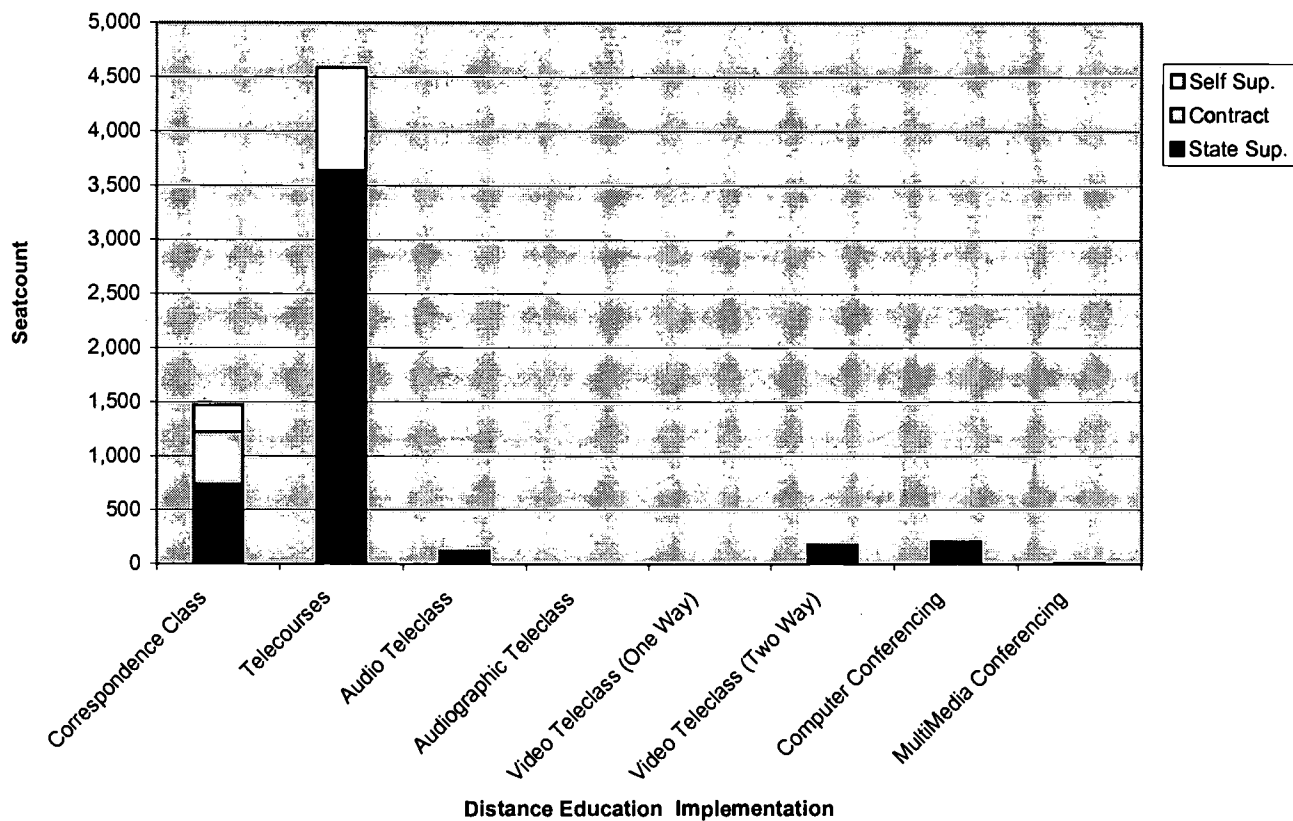 5,000
4,500
4,000
3,500
3,000
2,500
2,000
1,500
1,000
500
0
Seatcount
Self Sup.
Contract
State Sup.
Correspondence Class
Telecourses
Audio Teleclass
Audiographic Teleclass
Video Teleclass (One Way)
Video Teleclass (Two Way)
Computer Conferencing
MultiMedia Conferencing
Distance Education Implementation